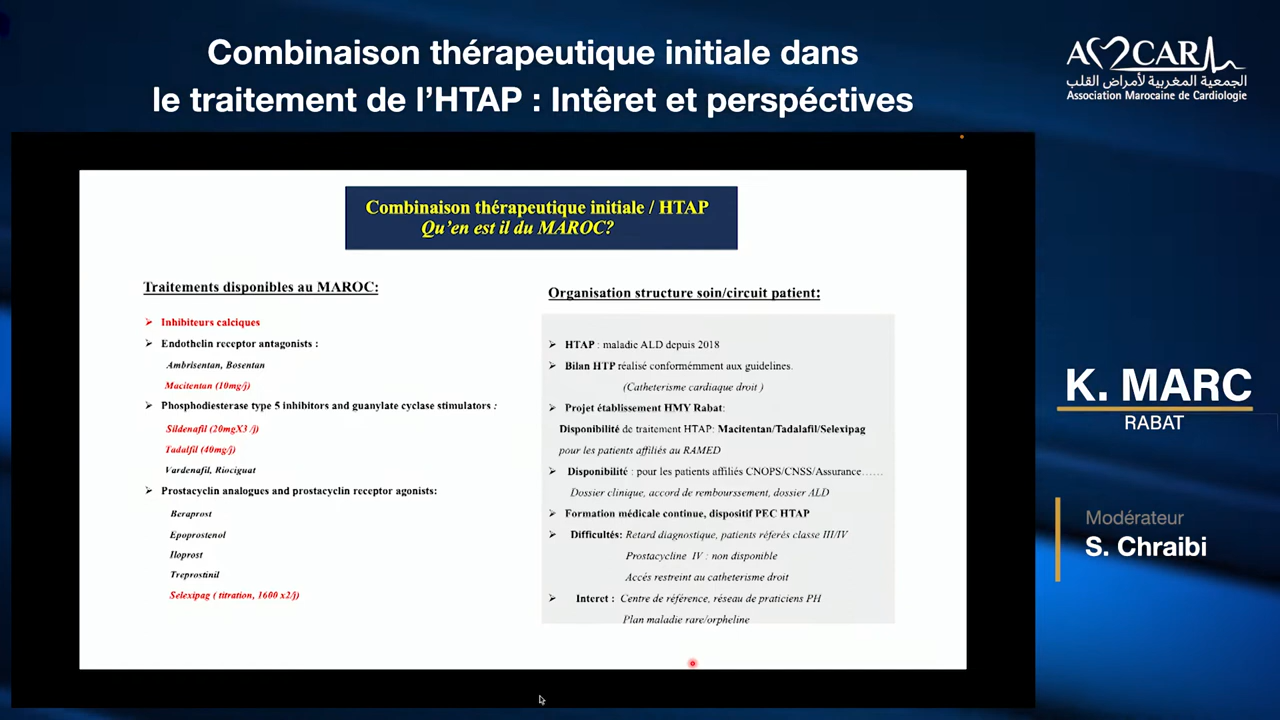 Combinaison thérapeutique initiale dans
le traitement de l'HTAP : Intêret et perspéctives
AM2CAR
الجمعية المغربية لأمراض القلب
Association Marocaine de Cardiologie
Combinaison thérapeutique initiale / HTAP
Qu'en est il du MAROC?
Traitements disponibles au MAROC:
➢ Inhibiteurs calciques
➢ Endothelin receptor antagonists :
Ambrisentan, Bosentan
Macitentan (10mg/j)
➢ Phosphodiesterase type 5 inhibitors and guanylate cyclase stimulators :
Sildenafil (20mgX3 /j)
Tadalfil (40mg/j)
Vardenafil, Riociguat
➢ Prostacyclin analogues and prostacyclin receptor agonists:
Beraprost
Epoprostenol
Iloprost
Treprostinil
Selexipag ( titration, 1600 x2/j)
Organisation structure soin/circuit patient:
➢ HTAP : maladie ALD depuis 2018
➢ Bilan HTP réalisé conformémment aux guidelines.
(Catheterisme cardiaque droit )
➢ Projet établissement HMY Rabat:
Disponibilité de traitement HTAP: Macitentan/Tadalafil/Selexipag
pour les patients affiliés au RAMED
➢ Disponibilité : pour les patients affiliés CNOPS/CNSS/Assurance……
Dossier clinique, accord de rembourssement, dossier ALD
➢ Formation médicale continue, dispositif PEC HTAP
➢ Difficultés: Retard diagnostique, patients référés classe III/IV
Prostacycline IV : non disponible
Accés restreint au catheterisme droit
➢ Interet : Centre de référence, réseau de praticiens PH
Plan maladie rare/orpheline
K. MARC
RABAT
Modérateur
S. Chraibi